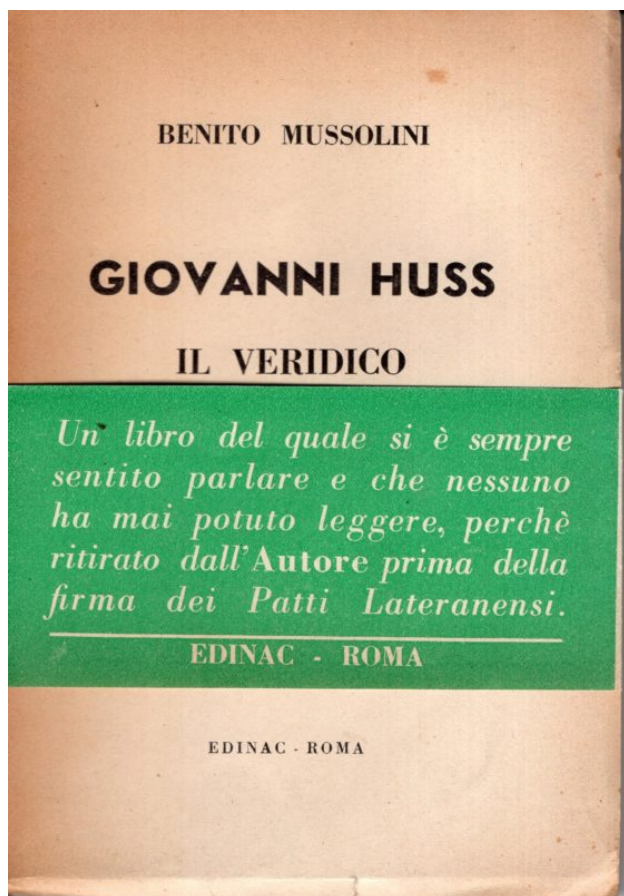 BENITO MUSSOLINI
GIOVANNI HUSS
IL VERIDICO
Un libro del quale si è sempre
sentito parlare e che nessuno
ha mai potuto leggere, perchè
ritirato dall'Autore prima della
firma dei Patti Lateranensi.
EDINAC - ROMA
EDINAC - ROMA